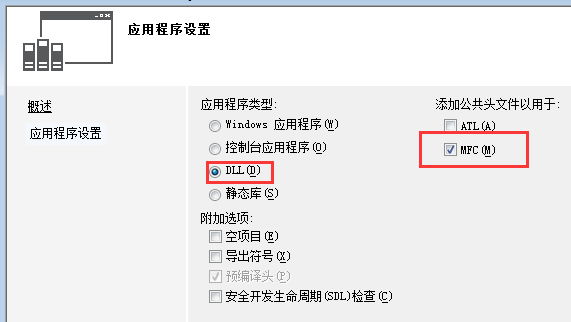 应用程序设置
概述
应用程序设置
应用程序类型:
Windows 应用程序(W)
控制台应用程序(O)
DLL(D)
静态库(S)
附加选项:
空项目(E)
导出符号(X)
预编译头(P)
安全开发生命周期(SDL)检查(C)
添加公共头文件以用于:
ATL(A)
MFC(M)